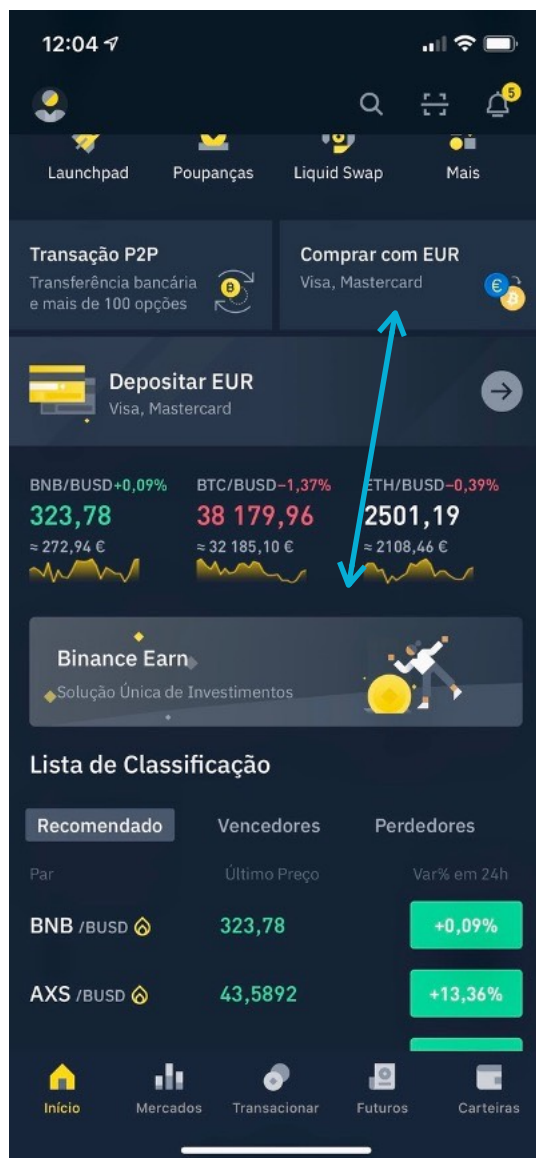 12:04
5
Launchpad Poupanças Liquid Swap Mais
Transação P2P
Transferência bancária
e mais de 100 opções
Comprar com EUR
Visa, Mastercard
Depositar EUR
Visa, Mastercard
BNB/BUSD+0,09% BTC/BUSD-1,37% ETH/BUSD-0,39%
323,78 38 179,96 2501,19
≈ 272,94 € ≈ 32 185,10 € ≈ 2108,46 €
Binance Earn
Solução Única de Investimentos
Lista de Classificação
Recomendado Vencedores Perdedores
Par Último Preço Var% em 24h
BNB /BUSD 323,78 +0,09%
AXS /BUSD 43,5892 +13,36%
Início Mercados Transacionar Futuros Carteiras